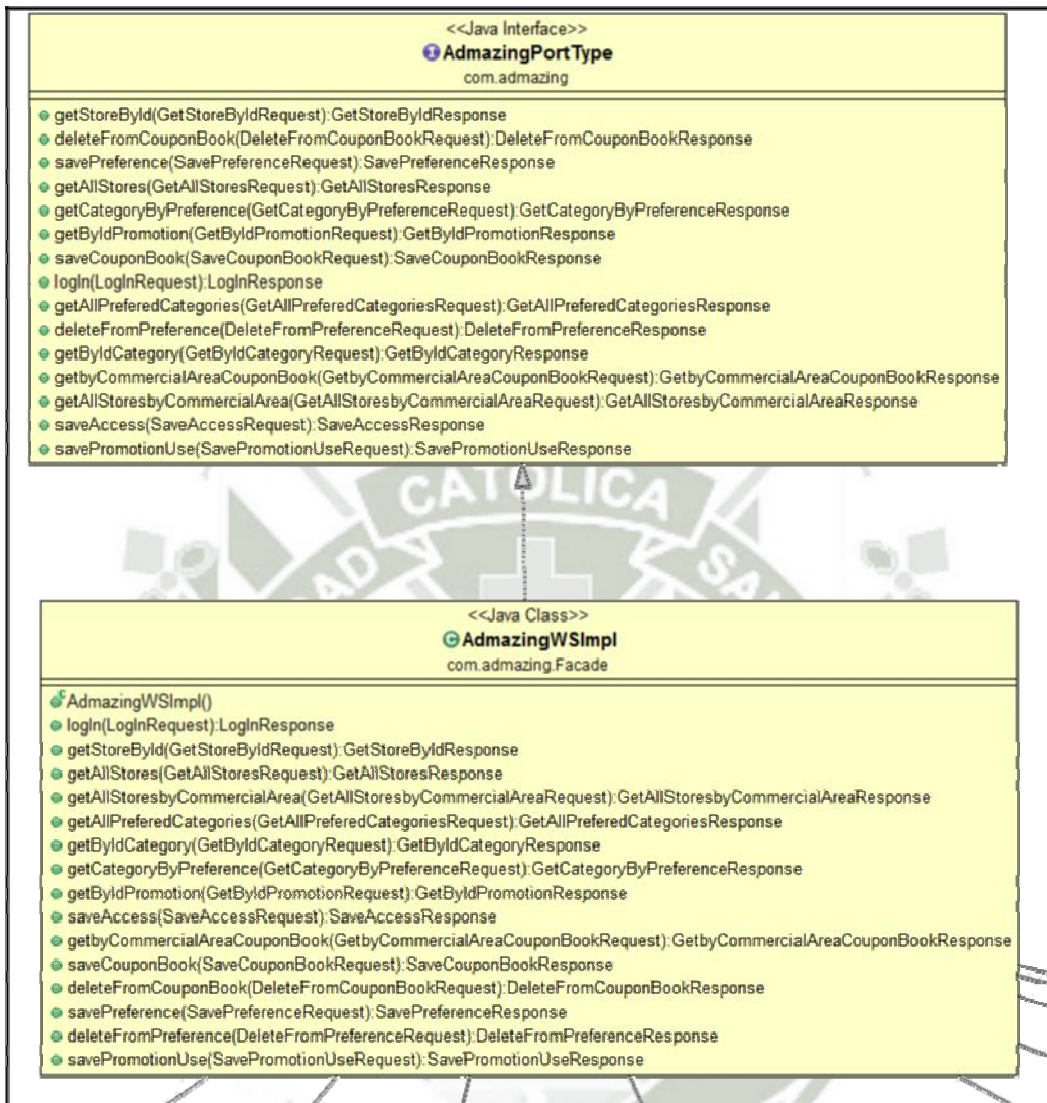 <<Java Interface>>
AdmazingPortType
com.admazing
getStoreById(GetStoreByIdRequest):GetStoreByIdResponse
deleteFromCouponBook(DeleteFromCouponBookRequest):DeleteFromCouponBookResponse
savePreference(SavePreferenceRequest):SavePreferenceResponse
getAllStores(GetAllStoresRequest):GetAllStoresResponse
getCategoryByPreference(GetCategoryByPreferenceRequest):GetCategoryByPreferenceResponse
getByIdPromotion(GetByIdPromotionRequest):GetByIdPromotionResponse
saveCouponBook(SaveCouponBookRequest):SaveCouponBookResponse
logIn(LogInRequest):LogInResponse
getAllPreferedCategories(GetAllPreferedCategoriesRequest):GetAllPreferedCategoriesResponse
deleteFromPreference(DeleteFromPreferenceRequest):DeleteFromPreferenceResponse
getByIdCategory(GetByIdCategoryRequest):GetByIdCategoryResponse
getbyCommercialAreaCouponBook(GetbyCommercialAreaCouponBookRequest):GetbyCommercialAreaCouponBookResponse
getAllStoresbyCommercialArea(GetAllStoresbyCommercialAreaRequest):GetAllStoresbyCommercialAreaResponse
saveAccess(SaveAccessRequest):SaveAccessResponse
savePromotionUse(SavePromotionUseRequest):SavePromotionUseResponse
CATOLICA
<<Java Class>>
AdmazingWSImpl
com.admazing.Facade
AdmazingWSImpl()
logIn(LogInRequest):LogInResponse
getStoreById(GetStoreByIdRequest):GetStoreByIdResponse
getAllStores(GetAllStoresRequest):GetAllStoresResponse
getAllStoresbyCommercialArea(GetAllStoresbyCommercialAreaRequest):GetAllStoresbyCommercialAreaResponse
getAllPreferedCategories(GetAllPreferedCategoriesRequest):GetAllPreferedCategoriesResponse
getByIdCategory(GetByIdCategoryRequest):GetByIdCategoryResponse
getCategoryByPreference(GetCategoryByPreferenceRequest):GetCategoryByPreferenceResponse
getByIdPromotion(GetByIdPromotionRequest):GetByIdPromotionResponse
saveAccess(SaveAccessRequest):SaveAccessResponse
getbyCommercialAreaCouponBook(GetbyCommercialAreaCouponBookRequest):GetbyCommercialAreaCouponBookResponse
saveCouponBook(SaveCouponBookRequest):SaveCouponBookResponse
deleteFromCouponBook(DeleteFromCouponBookRequest):DeleteFromCouponBookResponse
savePreference(SavePreferenceRequest):SavePreferenceResponse
deleteFromPreference(DeleteFromPreferenceRequest):DeleteFromPreferenceResponse
savePromotionUse(SavePromotionUseRequest):SavePromotionUseResponse